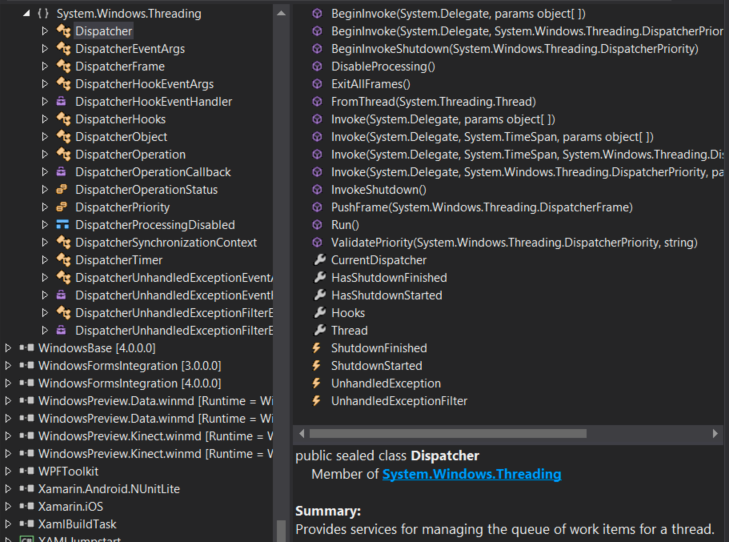 System.Windows.Threading
Dispatcher
DispatcherEventArgs
DispatcherFrame
DispatcherHookEventArgs
DispatcherHookEventHandler
DispatcherHooks
DispatcherObject
DispatcherOperation
DispatcherOperationCallback
DispatcherOperationStatus
DispatcherPriority
DispatcherProcessingDisabled
DispatcherSynchronizationContext
DispatcherTimer
DispatcherUnhandledExceptionEventA
DispatcherUnhandledExceptionEventH
DispatcherUnhandledExceptionFilterE
DispatcherUnhandledExceptionFilterE
WindowsBase [4.0.0.0]
WindowsFormsIntegration [3.0.0.0]
WindowsFormsIntegration [4.0.0.0]
WindowsPreview.Data.winmd [Runtime = Wi
WindowsPreview.Data.winmd [Runtime = Wi
WindowsPreview.Kinect.winmd [Runtime = W
WindowsPreview.Kinect.winmd [Runtime = W
WPFToolkit
Xamarin.Android.NUnitLite
Xamarin.iOS
XamlBuildTask
XAMLJumpstart
BeginInvoke(System.Delegate, params object[ ])
BeginInvoke(System.Delegate, System.Windows.Threading.DispatcherPrior
BeginInvokeShutdown(System.Windows.Threading.DispatcherPriority)
DisableProcessing()
ExitAllFrames()
FromThread(System.Threading.Thread)
Invoke(System.Delegate, params object[ ])
Invoke(System.Delegate, System.TimeSpan, params object[ ])
Invoke(System.Delegate, System.TimeSpan, System.Windows.Threading.Dis
Invoke(System.Delegate, System.Windows.Threading.DispatcherPriority, pa
InvokeShutdown()
PushFrame(System.Windows.Threading.DispatcherFrame)
Run()
ValidatePriority(System.Windows.Threading.DispatcherPriority, string)
CurrentDispatcher
HasShutdownFinished
HasShutdownStarted
Hooks
Thread
ShutdownFinished
ShutdownStarted
UnhandledException
UnhandledExceptionFilter
public sealed class Dispatcher
Member of System.Windows.Threading
Summary:
Provides services for managing the queue of work items for a thread.